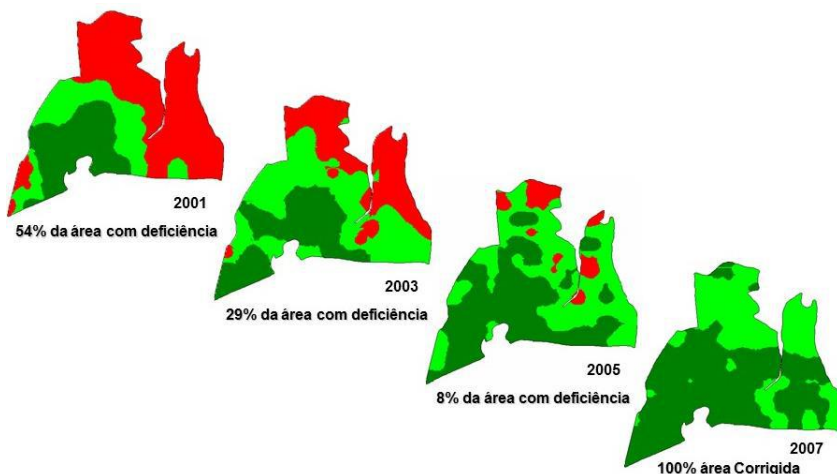 2001
54% da área com deficiência
2003
29% da área com deficiência
2005
8% da área com deficiência
2007
100% área Corrigida